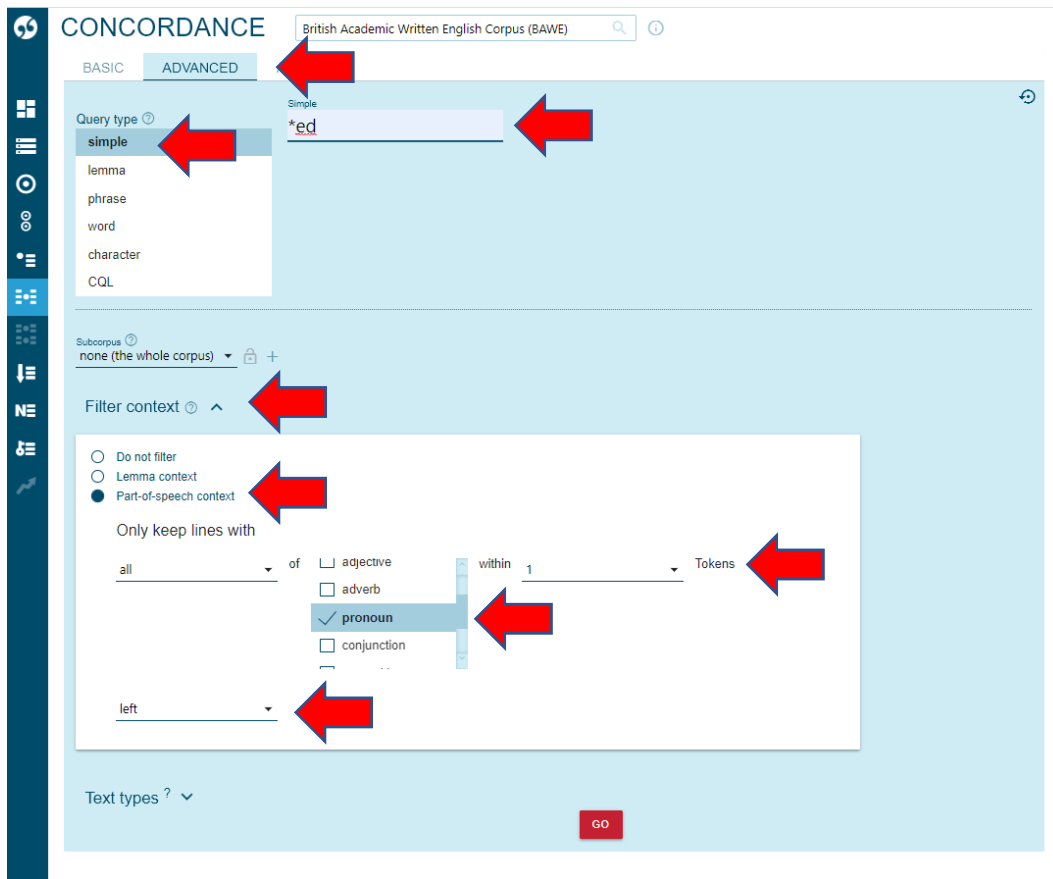 CONCORDANCE
British Academic Written English Corpus (BAWE)
BASIC
ADVANCED
Query type ?
simple
lemma
phrase
word
character
CQL
Simple
*ed
Subcorpus ?
none (the whole corpus)
Filter context ?
Do not filter
Lemma context
Part-of-speech context
Only keep lines with
all
of
adjective
adverb
pronoun
conjunction
within
1
Tokens
left
Text types ?
GO